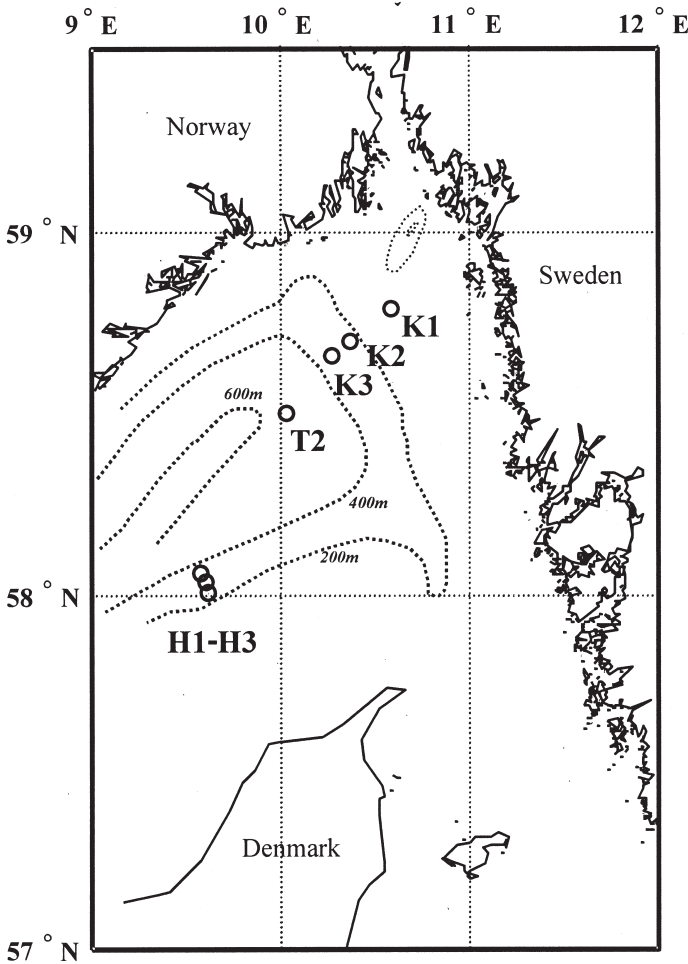 9 ° E 10 ° E 11 ° E 12 ° E
Norway
59 ° N
Sweden
K1
K2
K3
600m
T2
400m
200m
58 ° N
H1-H3
Denmark
57 ° N